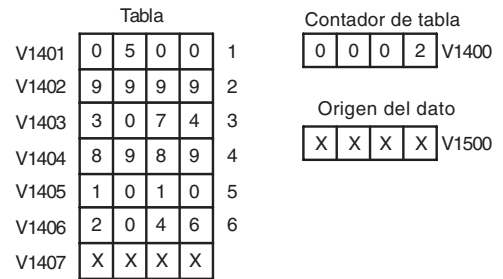 Tabla
V1401 0 5 0 0 1
V1402 9 9 9 9 2
V1403 3 0 7 4 3
V1404 8 9 8 9 4
V1405 1 0 1 0 5
V1406 2 0 4 6 6
V1407 X X X X
Contador de tabla
0 0 0 2 V1400
Origen del dato
X X X X V1500